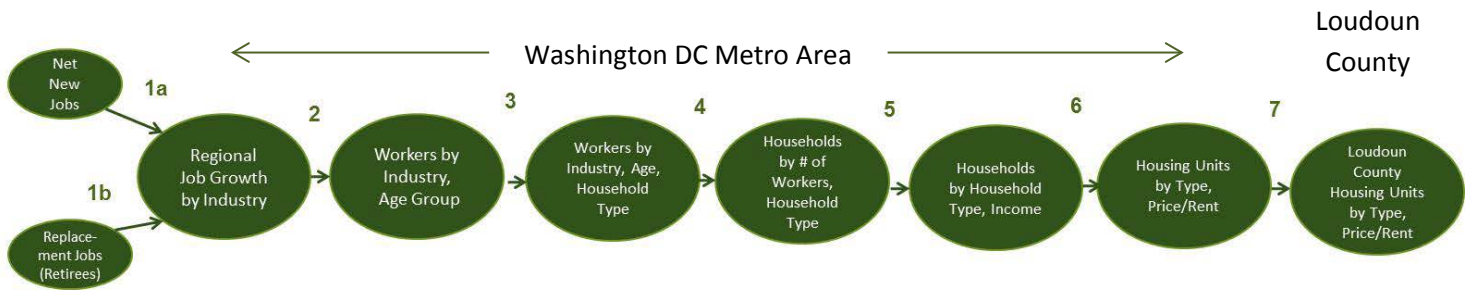 Washington DC Metro Area
Loudoun
County
Net
New
Jobs
1a
1b
Replace-
ment Jobs
(Retirees)
Regional
Job Growth
by Industry
2
Workers by
Industry,
Age Group
3
Workers by
Industry, Age,
Household
Type
4
Households
by # of
Workers,
Household
Type
5
Households
by Household
Type, Income
6
Housing Units
by Type,
Price/Rent
7
Loudoun
County
Housing Units
by Type,
Price/Rent